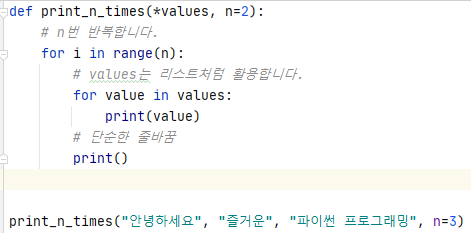 def print_n_times(*values, n=2):
    # n번 반복합니다.
    for i in range(n):
        # values는 리스트처럼 활용합니다.
        for value in values:
            print(value)
        # 단순한 줄바꿈
        print()

print_n_times("안녕하세요", "즐거운", "파이썬 프로그래밍", n=3)